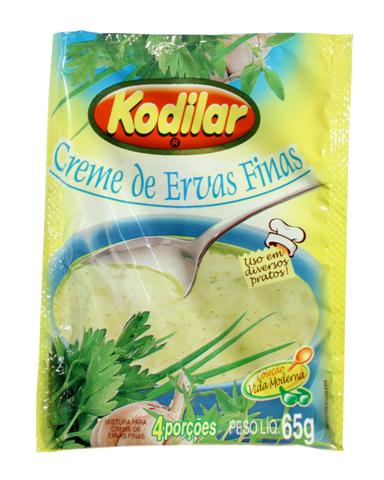 Kodilar
®
Creme de Ervas Finas
Uso em
diversos
pratos!
Coleção
Vida Moderna
MISTURA PARA
CREME DE
ERVAS FINAS
4 porções PESO LÍQ. 65g